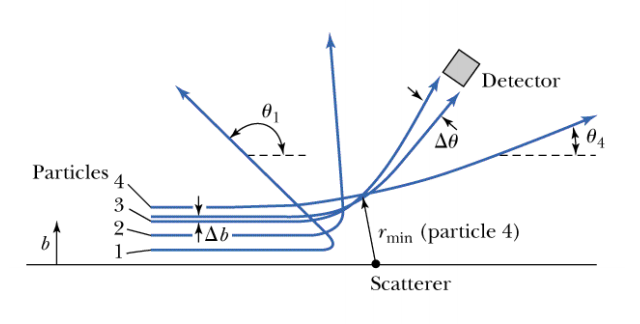 Detector
θ1
θ4
Δθ
Particles
4
3
2
1
Δb
b
rmin (particle 4)
Scatterer